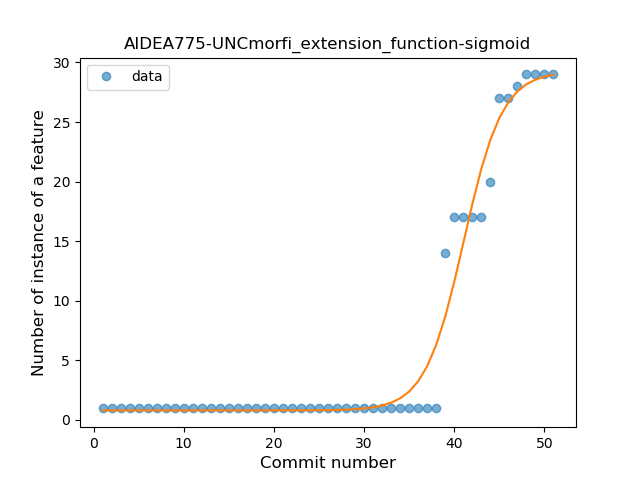 AIDEA775-UNCmorfi_extension_function-sigmoid
data
Number of instance of a feature
30
25
20
15
10
5
0
0 10 20 30 40 50
Commit number